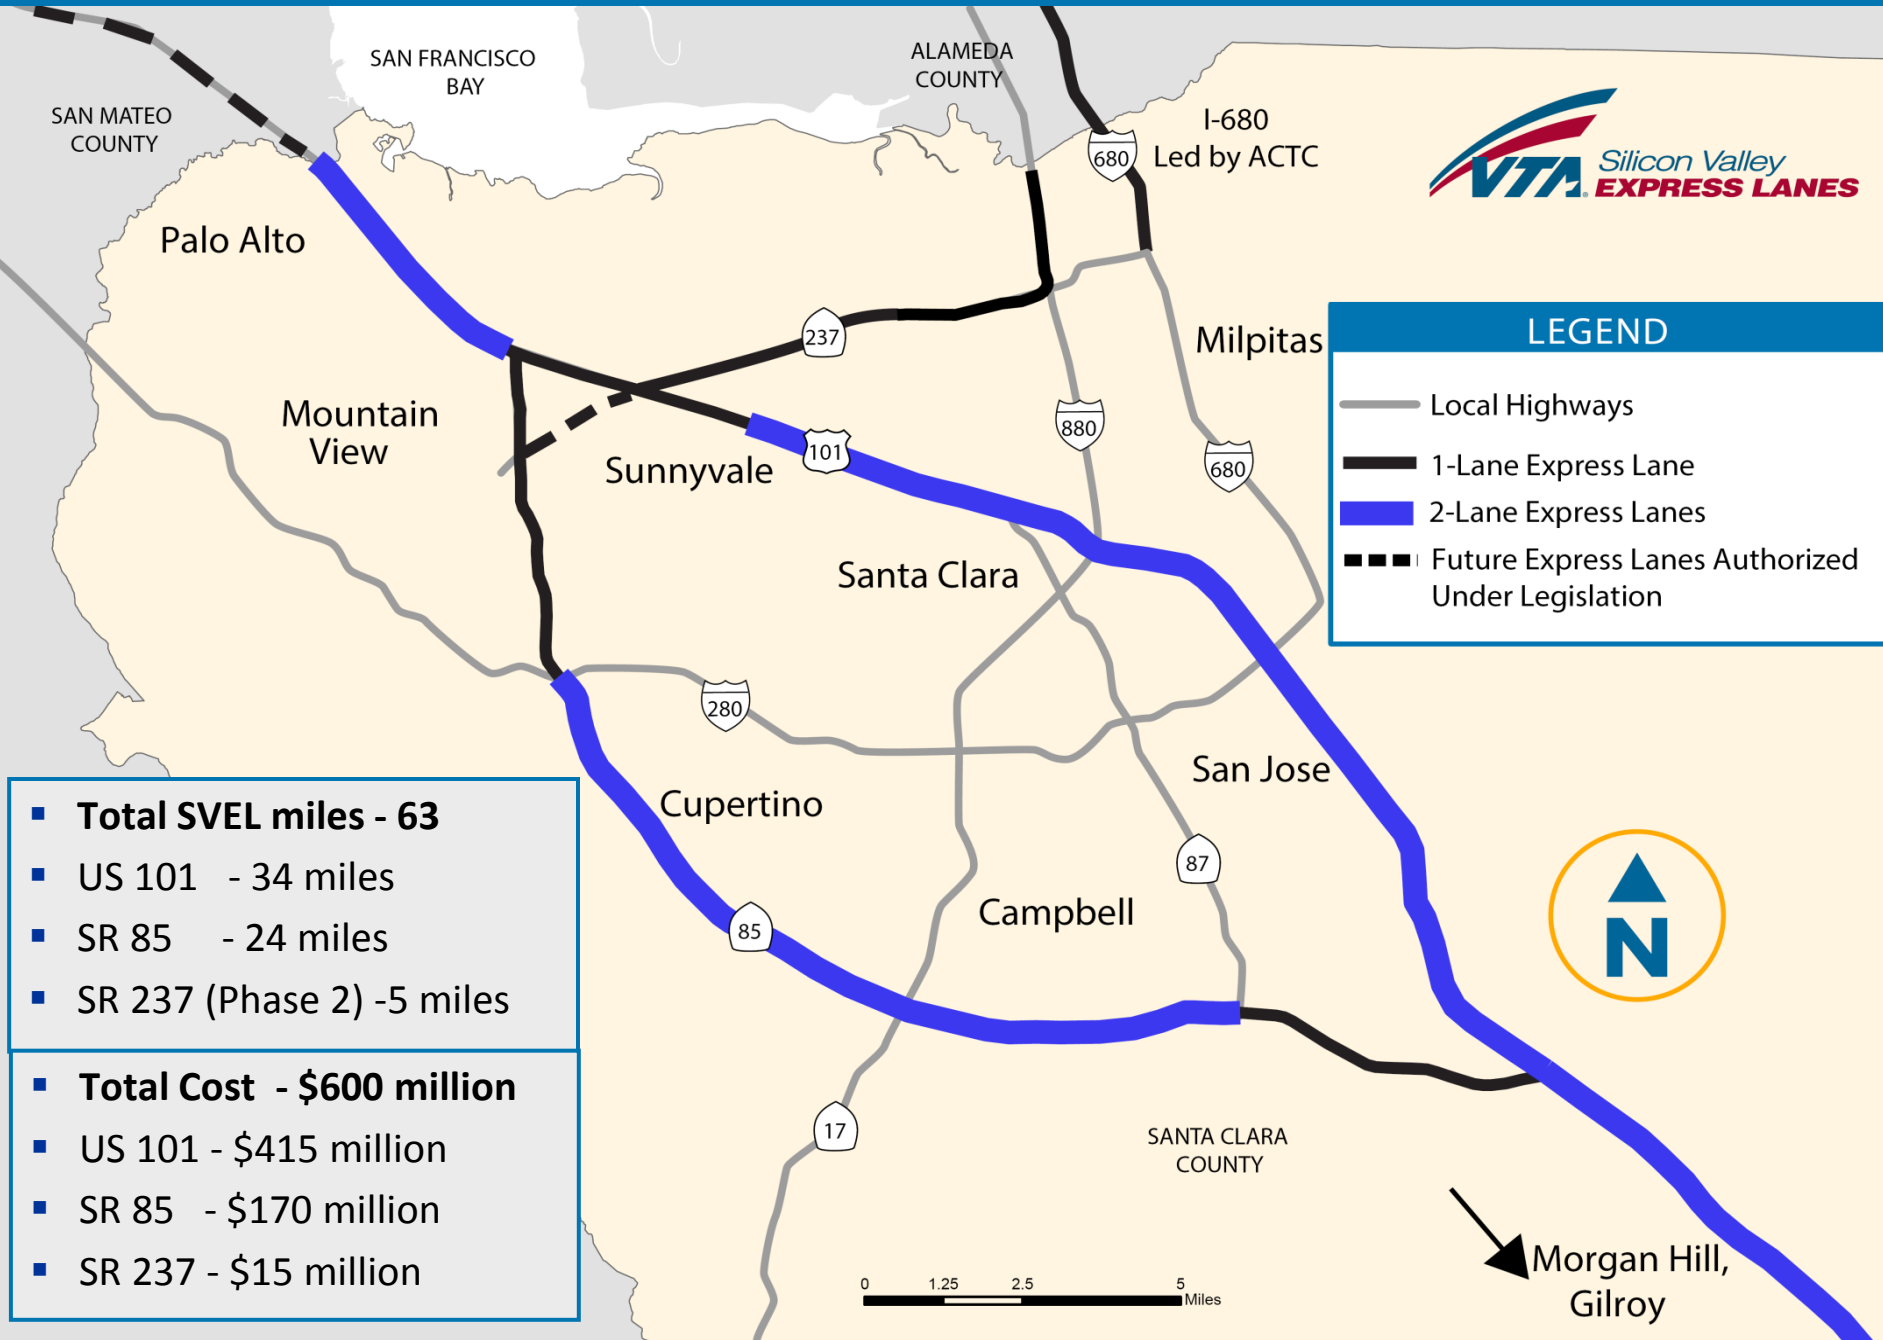 SAN FRANCISCO
BAY
ALAMEDA
COUNTY
SAN MATEO
COUNTY
I-680
Led by ACTC
680
VTA Silicon Valley
EXPRESS LANES
Palo Alto
237
Milpitas
LEGEND
Local Highways
1-Lane Express Lane
2-Lane Express Lanes
Future Express Lanes Authorized
Under Legislation
Mountain
View
880
101
Sunnyvale
680
Santa Clara
280
San Jose
Cupertino
87
Campbell
85
N
Total SVEL miles - 63
US 101 - 34 miles
SR 85 - 24 miles
SR 237 (Phase 2) -5 miles
Total Cost - $600 million
US 101 - $415 million
SR 85 - $170 million
SR 237 - $15 million
17
SANTA CLARA
COUNTY
Morgan Hill,
Gilroy
0 1.25 2.5 5
Miles